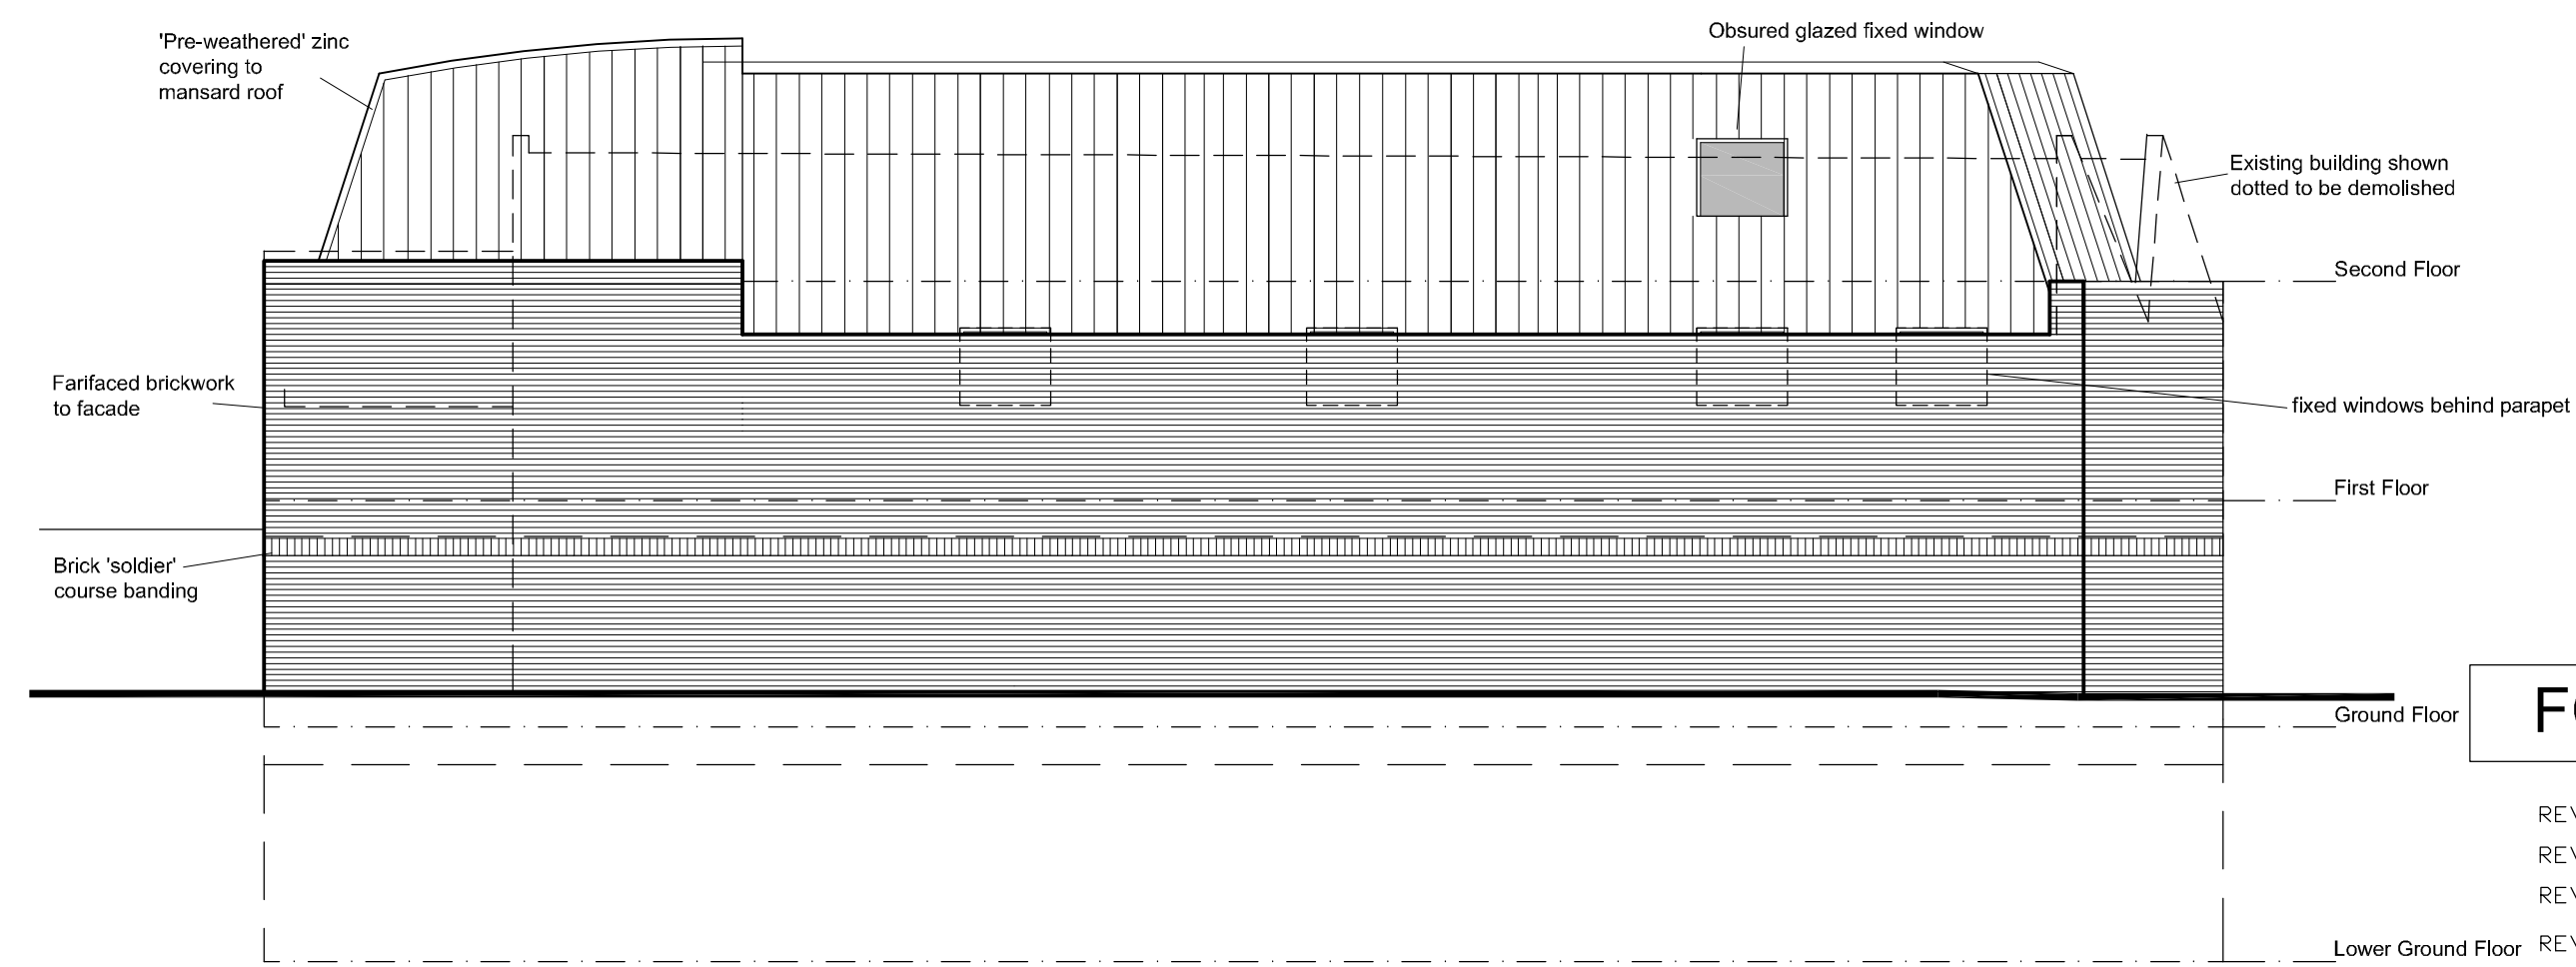 'Pre-weathered' zinc
covering to
mansard roof
Obsured glazed fixed window
Existing building shown
dotted to be demolished
Second Floor
Farifaced brickwork
to facade
fixed windows behind parapet
First Floor
Brick 'soldier'
course banding
Ground Floor
Lower Ground Floor